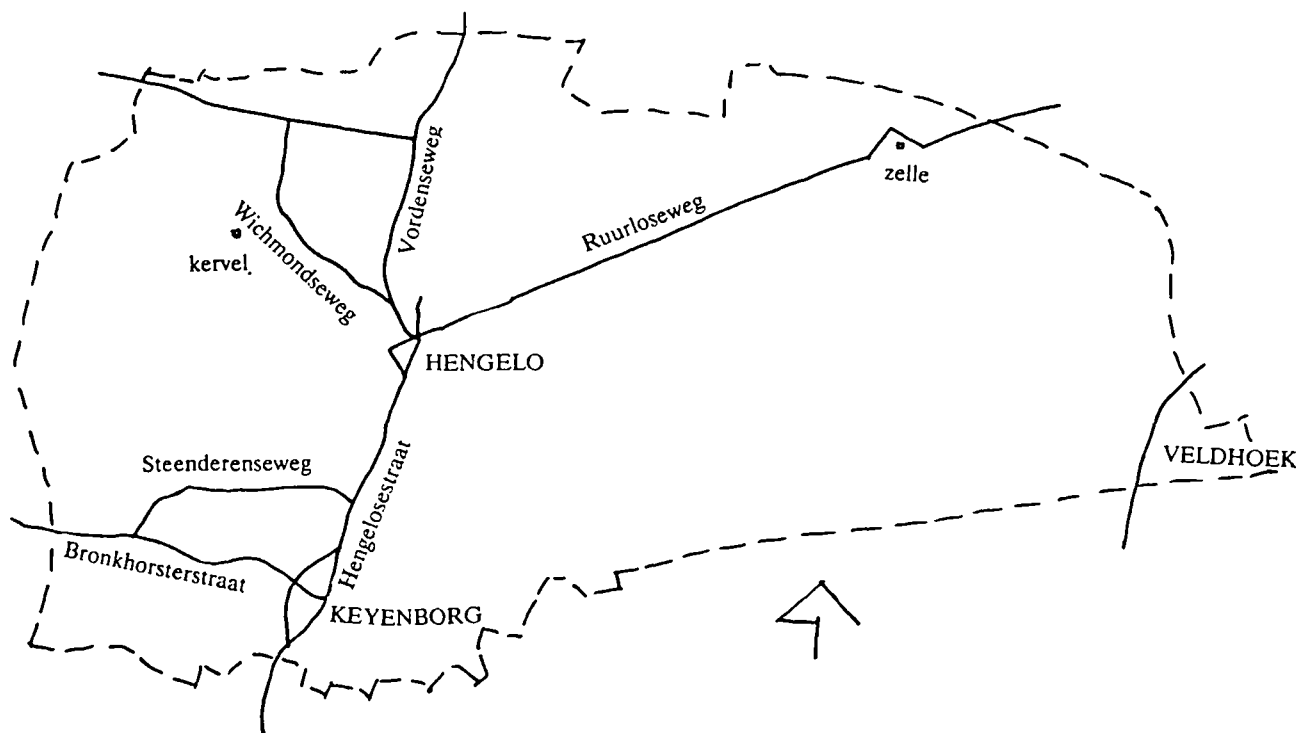 zelle
Vordenseweg
Ruurloseweg
Wichmondseweg
kervel.
HENGELO
Steenderenseweg
VELDHOEK
Hengelosestraat
Bronkhorsterstraat
KEYENBORG